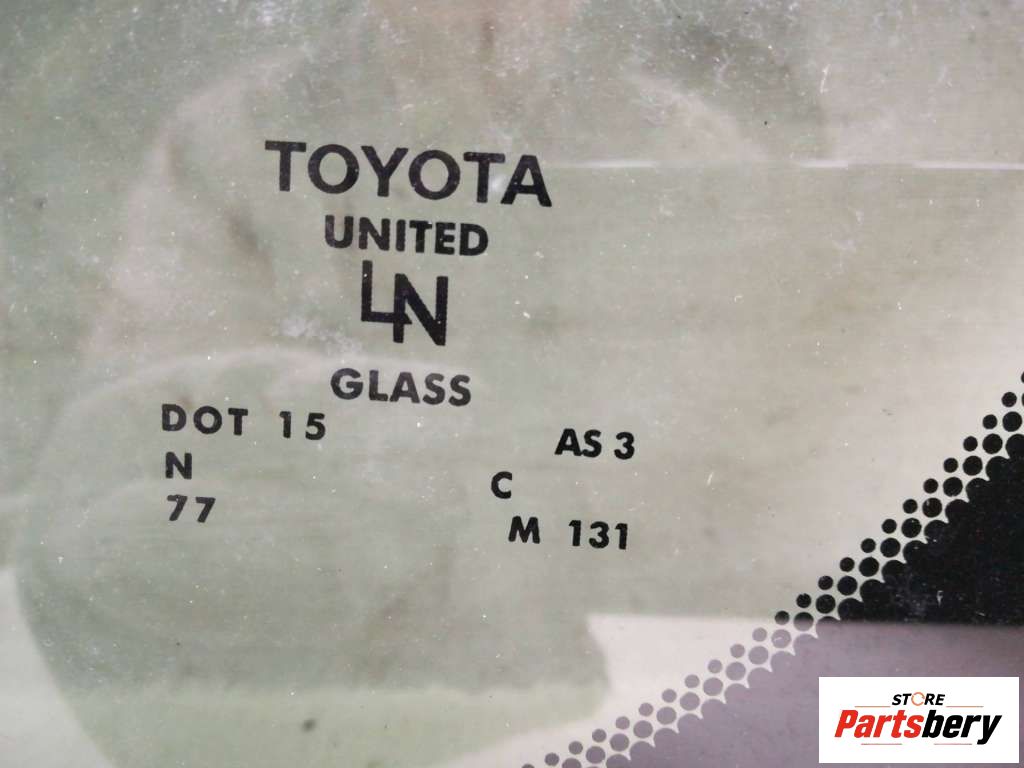 TOYOTA
UNITED
LN
GLASS
DOT 15
AS 3
N
C
77
M 131
STORE
Partsbery